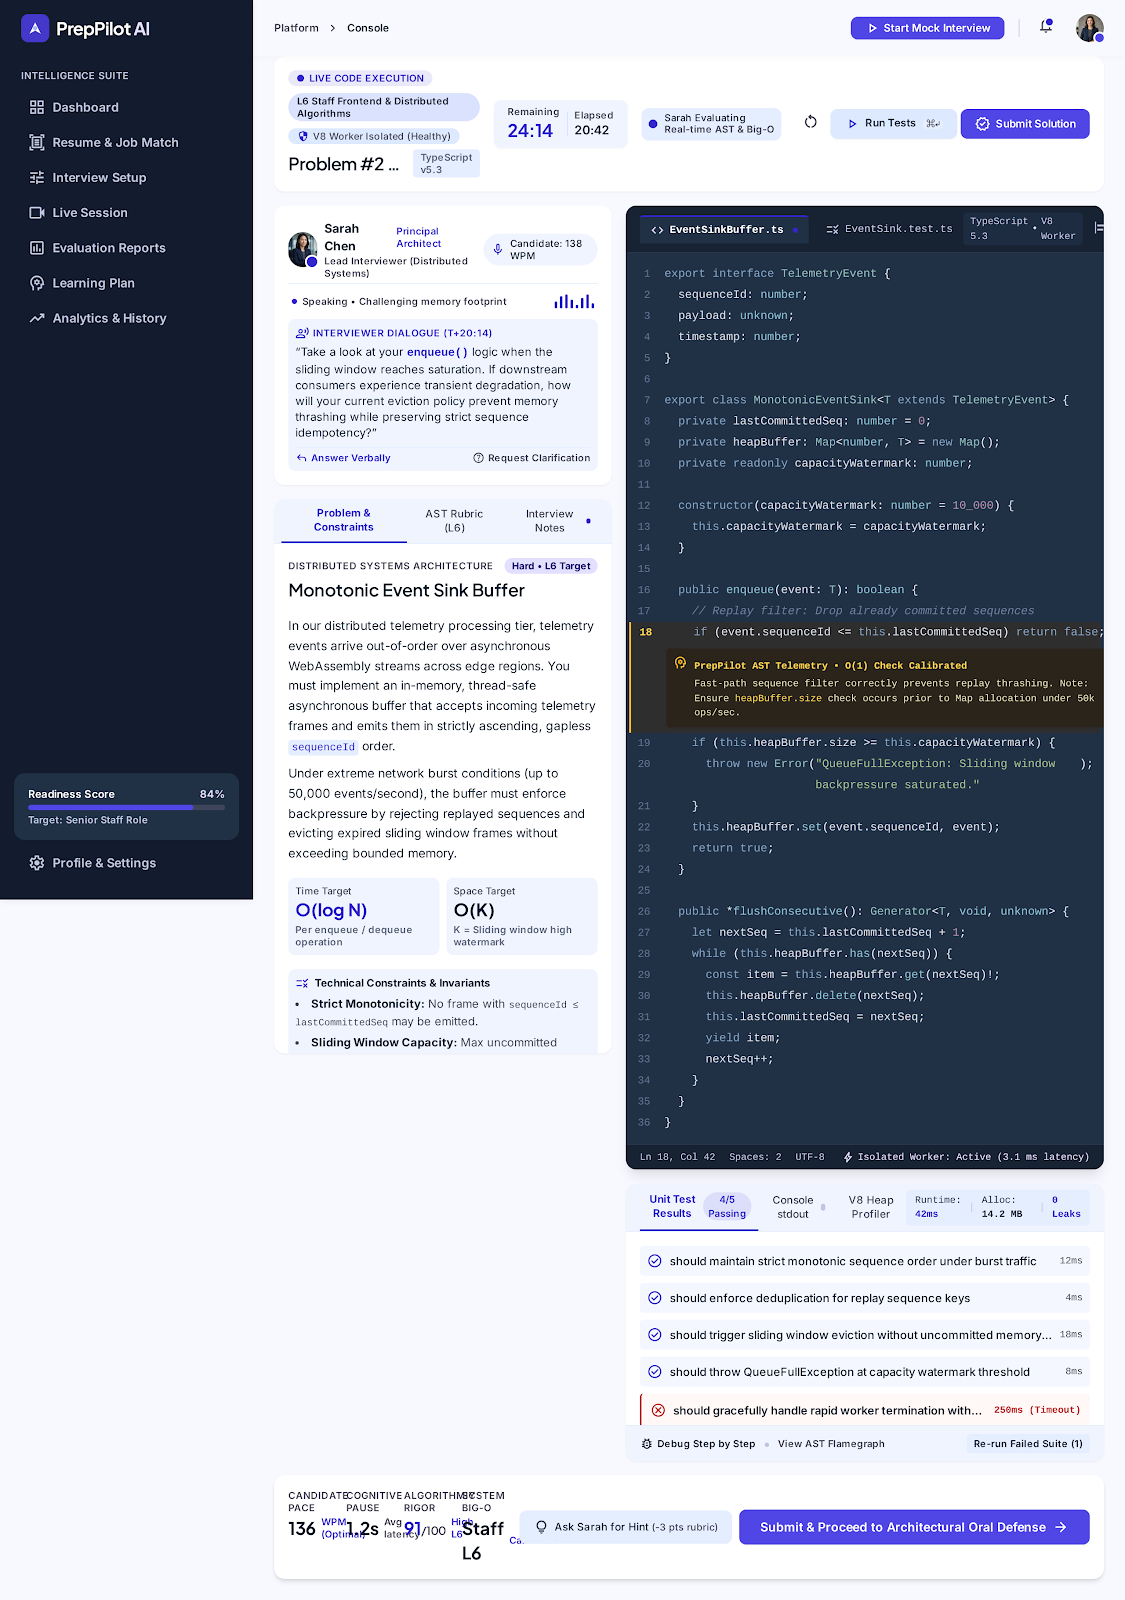 PrepPilot AI
INTELLIGENCE SUITE
Dashboard
Resume & Job Match
Interview Setup
Live Session
Evaluation Reports
Learning Plan
Analytics & History
Readiness Score 84%
Target: Senior Staff Role
Profile & Settings
Platform > Console
Start Mock Interview
LIVE CODE EXECUTION
L6 Staff Frontend & Distributed
Algorithms
V8 Worker Isolated (Healthy)
Problem #2 ...
TypeScript
v5.3
Remaining
24:14
Elapsed
20:42
Sarah Evaluating
Real-time AST & Big-O
Run Tests ⌘↵
Submit Solution
Sarah
Chen
Principal
Architect
Lead Interviewer (Distributed
Systems)
Candidate: 138
WPM
Speaking • Challenging memory footprint
INTERVIEWER DIALOGUE (T+20:14)
"Take a look at your enqueue() logic when the
sliding window reaches saturation. If downstream
consumers experience transient degradation, how
will your current eviction policy prevent memory
thrashing while preserving strict sequence
idempotency?"
Answer Verbally
Request Clarification
Problem &
Constraints
AST Rubric
(L6)
Interview
Notes
DISTRIBUTED SYSTEMS ARCHITECTURE
Hard • L6 Target
Monotonic Event Sink Buffer
In our distributed telemetry processing tier, telemetry
events arrive out-of-order over asynchronous
WebAssembly streams across edge regions. You
must implement an in-memory, thread-safe
asynchronous buffer that accepts incoming telemetry
frames and emits them in strictly ascending, gapless
sequenceId order.
Under extreme network burst conditions (up to
50,000 events/second), the buffer must enforce
backpressure by rejecting replayed sequences and
evicting expired sliding window frames without
exceeding bounded memory.
Time Target
O(log N)
Per enqueue / dequeue
operation
Space Target
O(K)
K = Sliding window high
watermark
Technical Constraints & Invariants
• Strict Monotonicity: No frame with sequenceId ≤
lastCommittedSeq may be emitted.
• Sliding Window Capacity: Max uncommitted
EventSinkBuffer.ts
EventSink.test.ts
TypeScript
5.3
•
V8
Worker
1 export interface TelemetryEvent {
2 sequenceId: number;
3 payload: unknown;
4 timestamp: number;
5 }
6
7 export class MonotonicEventSink<T extends TelemetryEvent> {
8 private lastCommittedSeq: number = 0;
9 private heapBuffer: Map<number, T> = new Map();
10 private readonly capacityWatermark: number;
11
12 constructor(capacityWatermark: number = 10_000) {
13 this.capacityWatermark = capacityWatermark;
14 }
15
16 public enqueue(event: T): boolean {
17 // Replay filter: Drop already committed sequences
18 if (event.sequenceId <= this.lastCommittedSeq) return false;
PrepPilot AST Telemetry • O(1) Check Calibrated
Fast-path sequence filter correctly prevents replay thrashing. Note:
Ensure heapBuffer.size check occurs prior to Map allocation under 50k
ops/sec.
19 if (this.heapBuffer.size >= this.capacityWatermark) {
20 throw new Error("QueueFullException: Sliding window );
backpressure saturated."
21 }
22 this.heapBuffer.set(event.sequenceId, event);
23 return true;
24 }
25
26 public *flushConsecutive(): Generator<T, void, unknown> {
27 let nextSeq = this.lastCommittedSeq + 1;
28 while (this.heapBuffer.has(nextSeq)) {
29 const item = this.heapBuffer.get(nextSeq)!;
30 this.heapBuffer.delete(nextSeq);
31 this.lastCommittedSeq = nextSeq;
32 yield item;
33 nextSeq++;
34 }
35 }
36 }
Ln 18, Col 42 Spaces: 2 UTF-8 Isolated Worker: Active (3.1 ms latency)
Unit Test
Results
4/5
Passing
Console
stdout
V8 Heap
Profiler
Runtime:
42ms
Alloc:
14.2 MB
0
Leaks
should maintain strict monotonic sequence order under burst traffic 12ms
should enforce deduplication for replay sequence keys 4ms
should trigger sliding window eviction without uncommitted memory... 18ms
should throw QueueFullException at capacity watermark threshold 8ms
should gracefully handle rapid worker termination with... 250ms (Timeout)
Debug Step by Step • View AST Flamegraph
Re-run Failed Suite (1)
CANDIDATE
PACE
136 WPM
(Optimal)
COGNITIVE
PAUSE
1.2s Avg
latency
ALGORITHMIC
RIGOR
91/100 High
L6
SYSTEM
BIG-O
Staff
L6
Ask Sarah for Hint (-3 pts rubric)
Submit & Proceed to Architectural Oral Defense